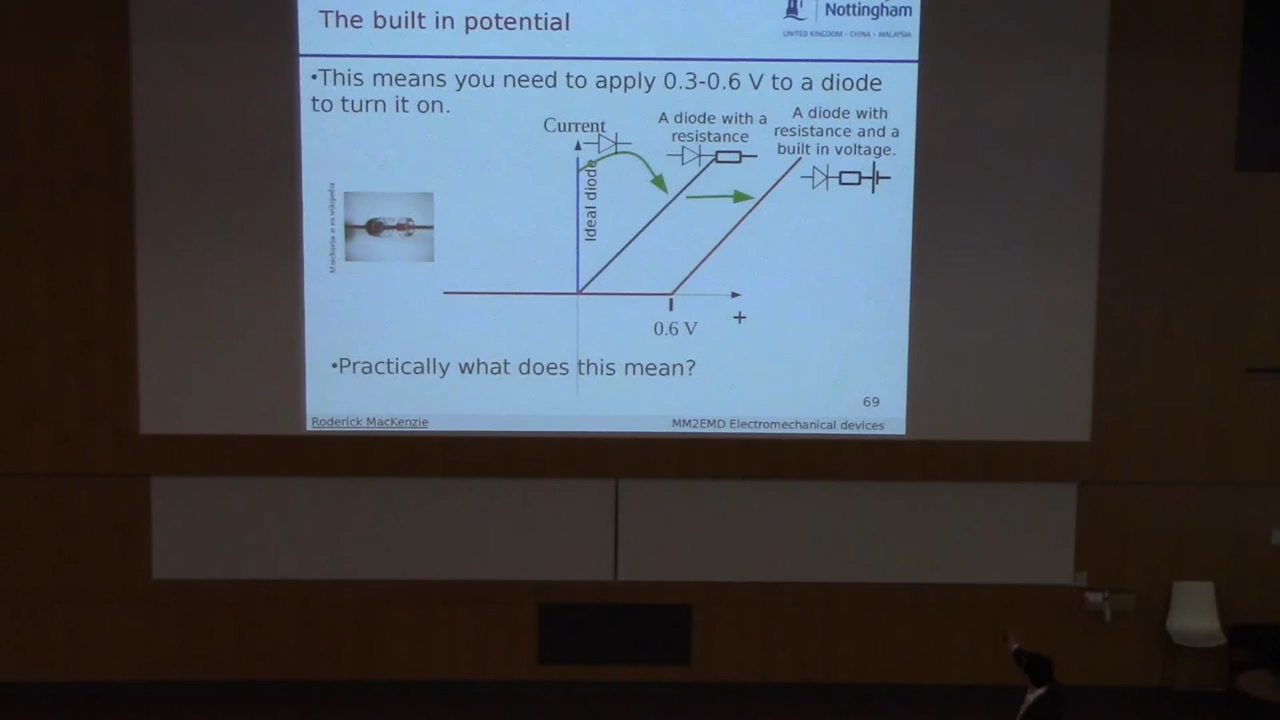 The built in potential
Nottingham
UNITED KINGDOM · CHINA · MALAYSIA
•This means you need to apply 0.3-0.6 V to a diode
to turn it on.
Current
A diode with a
resistance
A diode with
resistance and a
built in voltage.
Ideal diode
0.6 V
+
•Practically what does this mean?
69
Roderick MacKenzie
MM2EMD Electromechanical devices